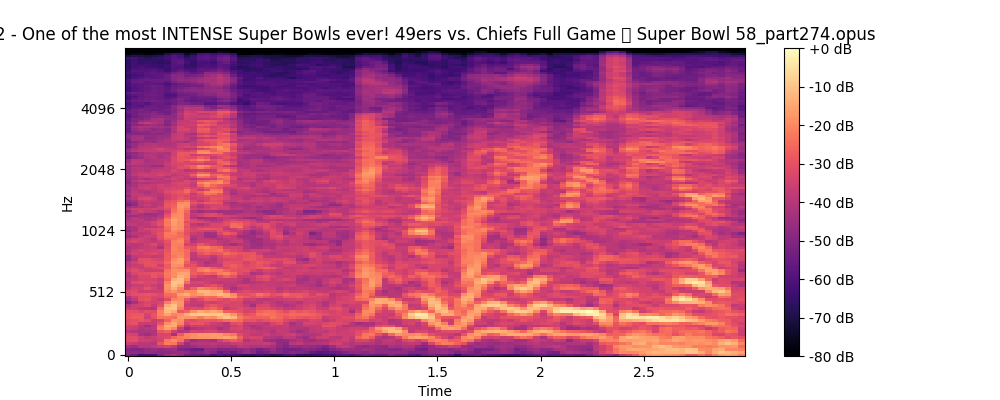 2 - One of the most INTENSE Super Bowls ever! 49ers vs. Chiefs Full Game ▯ Super Bowl 58_part274.opus
+0 dB
4096
-10 dB
-20 dB
2048
-30 dB
Hz
1024
-40 dB
-50 dB
512
-60 dB
-70 dB
0
-80 dB
0
0.5
1
1.5
2
2.5
Time